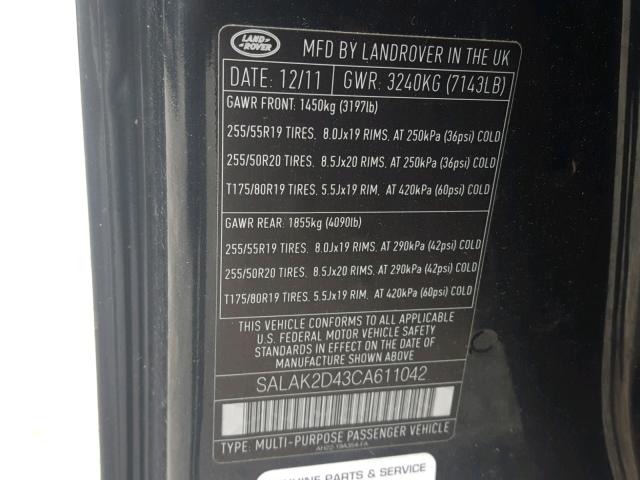 LAND ROVER
MFD BY LANDROVER IN THE UK
DATE: 12/11 GWR: 3240KG (7143LB)
GAWR FRONT: 1450kg (3197lb)
255/55R19 TIRES, 8.0Jx19 RIMS, AT 250kPa (36psi) COLD
255/50R20 TIRES, 8.5Jx20 RIMS, AT 250kPa (36psi) COLD
T175/80R19 TIRES, 5.5Jx19 RIM, AT 420kPa (60psi) COLD
GAWR REAR: 1855kg (4090lb)
255/55R19 TIRES, 8.0Jx19 RIMS, AT 290kPa (42psi) COLD
255/50R20 TIRES, 8.5Jx20 RIMS, AT 290kPa (42psi) COLD
T175/80R19 TIRES, 5.5Jx19 RIM, AT 420kPa (60psi) COLD
THIS VEHICLE CONFORMS TO ALL APPLICABLE
U.S. FEDERAL MOTOR VEHICLE SAFETY
STANDARDS IN EFFECT ON THE DATE OF
MANUFACTURE SHOWN ABOVE
SALAK2D43CA611042
TYPE: MULTI-PURPOSE PASSENGER VEHICLE
PARTS & SERVICE